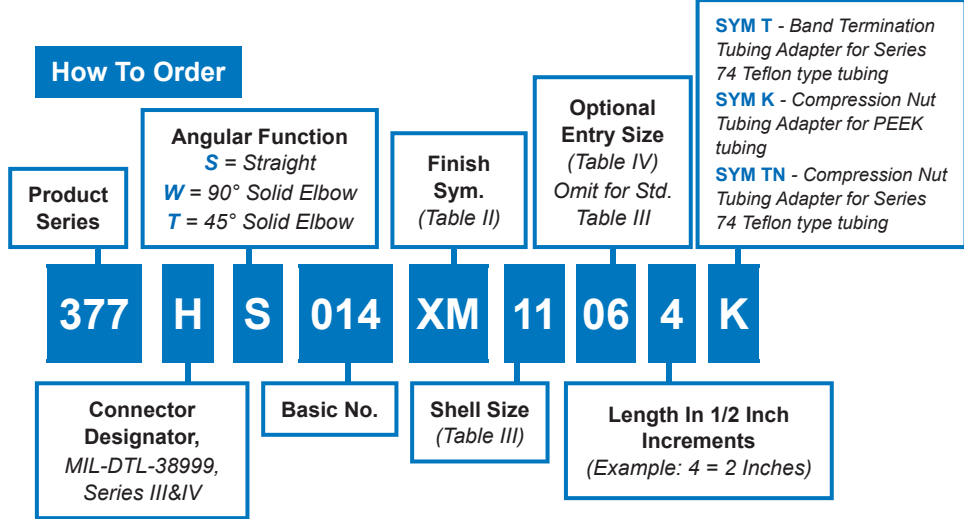 How To Order
Product
Series
Angular Function
S = Straight
W = 90° Solid Elbow
T = 45° Solid Elbow
Finish
Sym.
(Table II)
Optional
Entry Size
(Table IV)
Omit for Std.
Table III
SYM T - Band Termination
Tubing Adapter for Series
74 Teflon type tubing
SYM K - Compression Nut
Tubing Adapter for PEEK
tubing
SYM TN - Compression Nut
Tubing Adapter for Series
74 Teflon type tubing
377 H S 014 XM 11 06 4 K
Connector
Designator,
MIL-DTL-38999,
Series III&IV
Basic No.
Shell Size
(Table III)
Length In 1/2 Inch
Increments
(Example: 4 = 2 Inches)